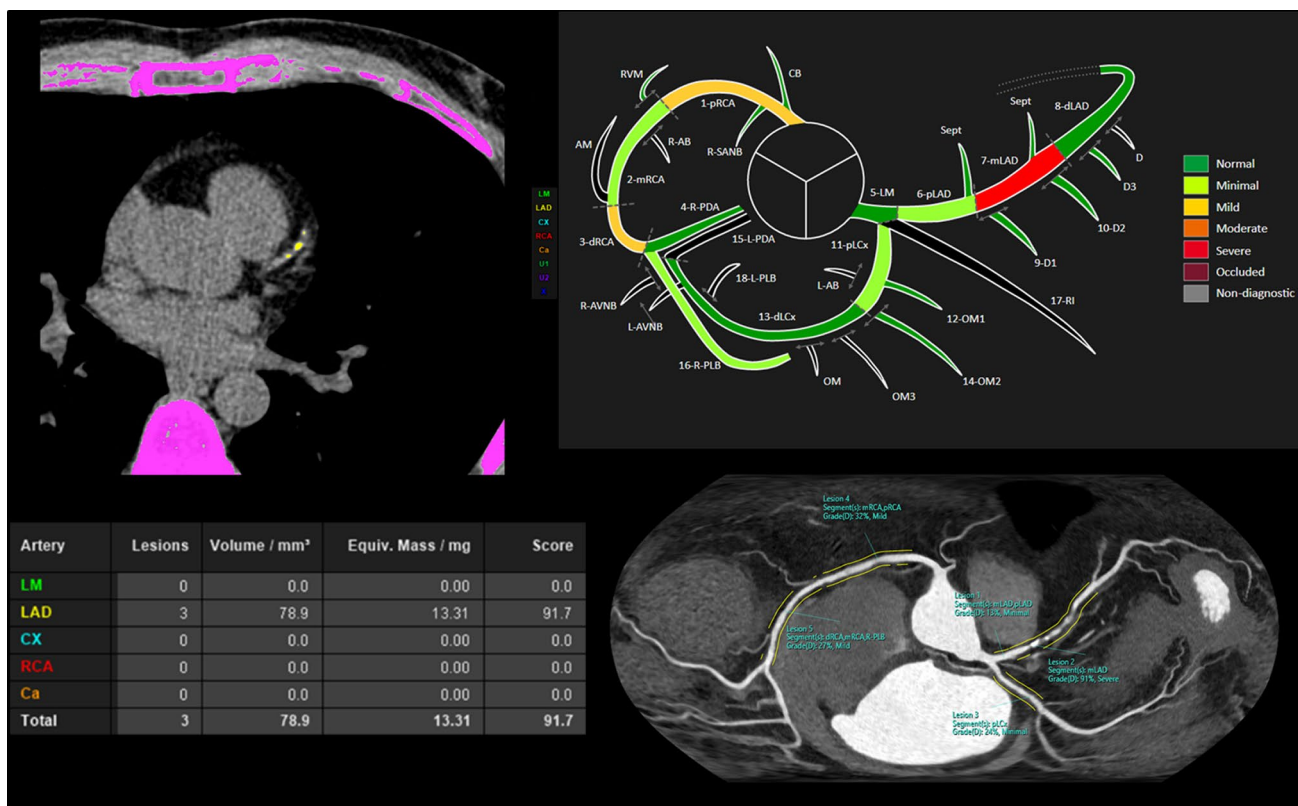 LM
LAD
CX
RCA
Ca
U1
U2
RVM
CB
1-pRCA
AM
R-AB
R-SANB
2-mRCA
Sept
Sept
8-dLAD
7-mLAD
D
D3
5-LM
6-pLAD
4-R-PDA
3-dRCA
15-L-PDA
11-pLCx
10-D2
9-D1
18-L-PLB
L-AB
17-RI
R-AVNB
13-dLCx
12-OM1
L-AVNB
16-R-PLB
OM
14-OM2
OM3
Normal
Minimal
Mild
Moderate
Severe
Occluded
Non-diagnostic
Artery Lesions Volume / mm³ Equiv. Mass / mg Score
LM 0 0.0 0.00 0.0
LAD 3 78.9 13.31 91.7
CX 0 0.0 0.00 0.0
RCA 0 0.0 0.00 0.0
Ca 0 0.0 0.00 0.0
Total 3 78.9 13.31 91.7
Lesion 4
Segment(s): mRCA,pRCA
Grade(D): 32%, Mild
Lesion 1
Segment(s): mLAD,pLAD
Grade(D): 13%, Minimal
Lesion 5
Segment(s): dRCA,mRCA,R-PLB
Grade(D): 27%, Mild
Lesion 2
Segment(s): mLAD
Grade(D): 91%, Severe
Lesion 3
Segment(s): pLCx
Grade(D): 24%, Minimal